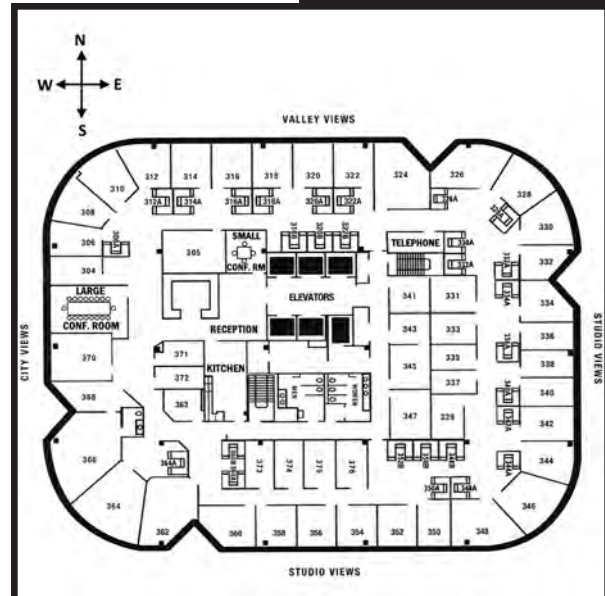 N
W E
S
VALLEY VIEWS
312
314
316
318
320
322
324
326
328
310
308
330
312A
314A
316A
318A
320A
322A
306
304
305
SMALL
CONF. RM
TELEPHONE
332
LARGE
CONF. ROOM
ELEVATORS
341
331
334
CITY VIEWS
STUDIO VIEWS
RECEPTION
343
333
336
370
371
335
338
372
KITCHEN
345
337
340
368
363
MEN
WOMEN
347
339
342
366
364A
373
374
375
376
344
364
362
360
358
356
354
352
350
348
346
STUDIO VIEWS